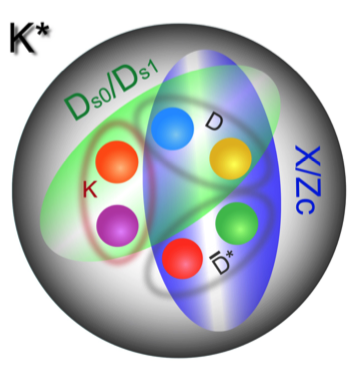 K*
Ds0/Ds1
D
K
X/Zc
D̄*